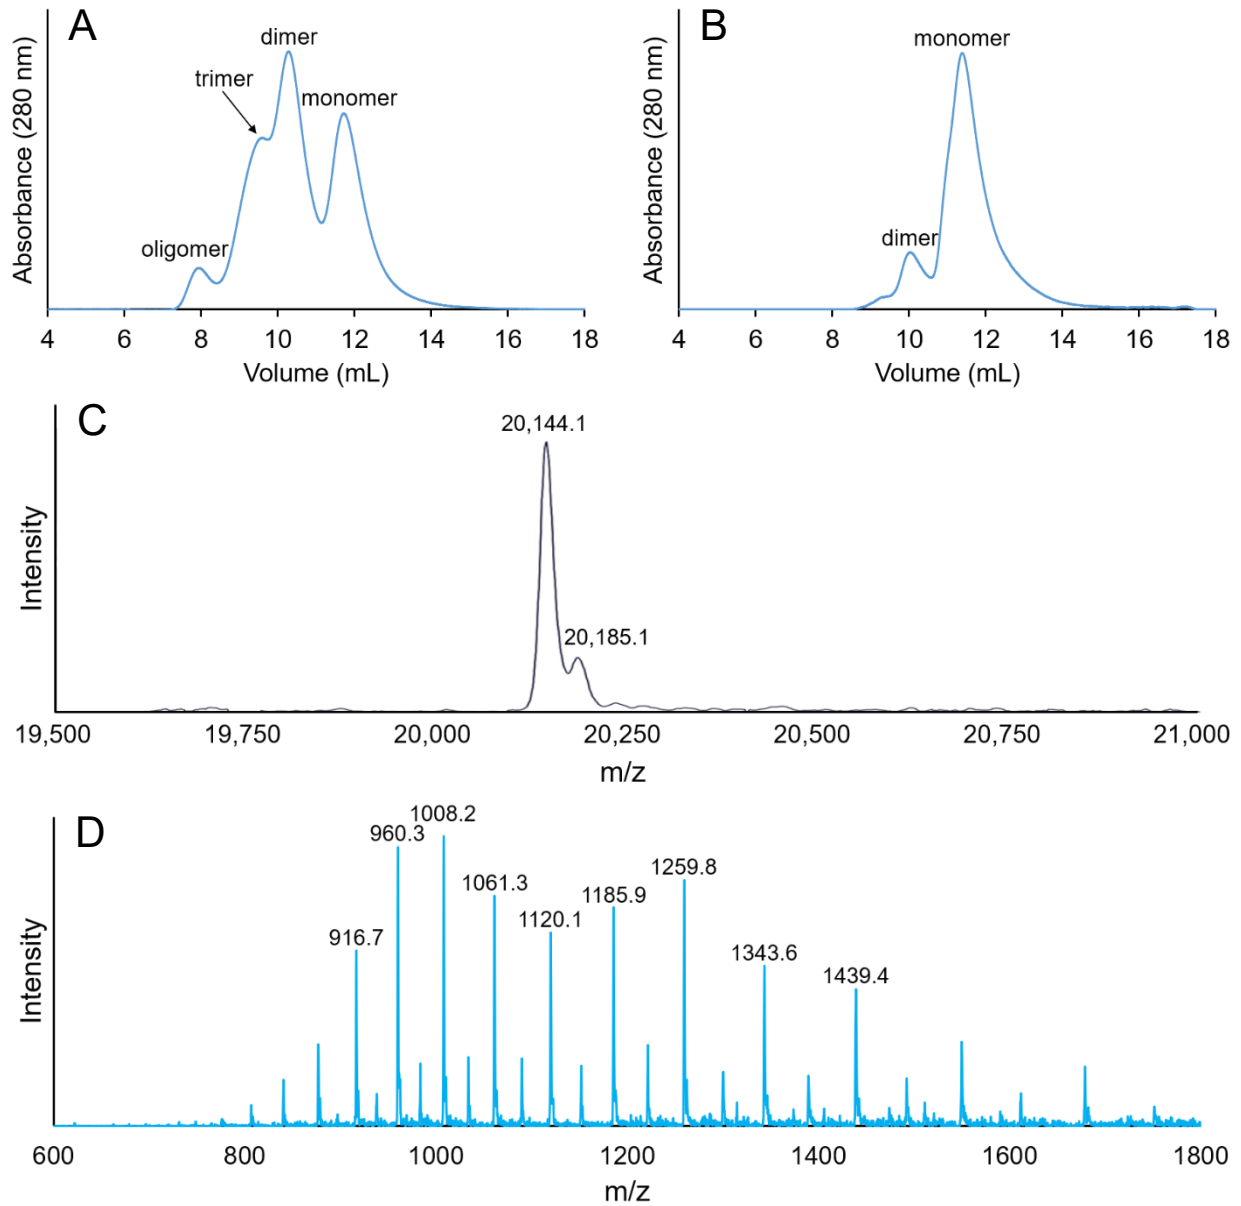 A
dimer
trimer
monomer
oligomer
Absorbance (280 nm)
4 6 8 10 12 14 16 18
Volume (mL)
B
monomer
dimer
Absorbance (280 nm)
4 6 8 10 12 14 16 18
Volume (mL)
C
20,144.1
20,185.1
Intensity
19,500 19,750 20,000 20,250 20,500 20,750 21,000
m/z
D
1008.2
960.3
1259.8
1061.3
1185.9
1120.1
916.7
1343.6
1439.4
Intensity
600 800 1000 1200 1400 1600 1800
m/z